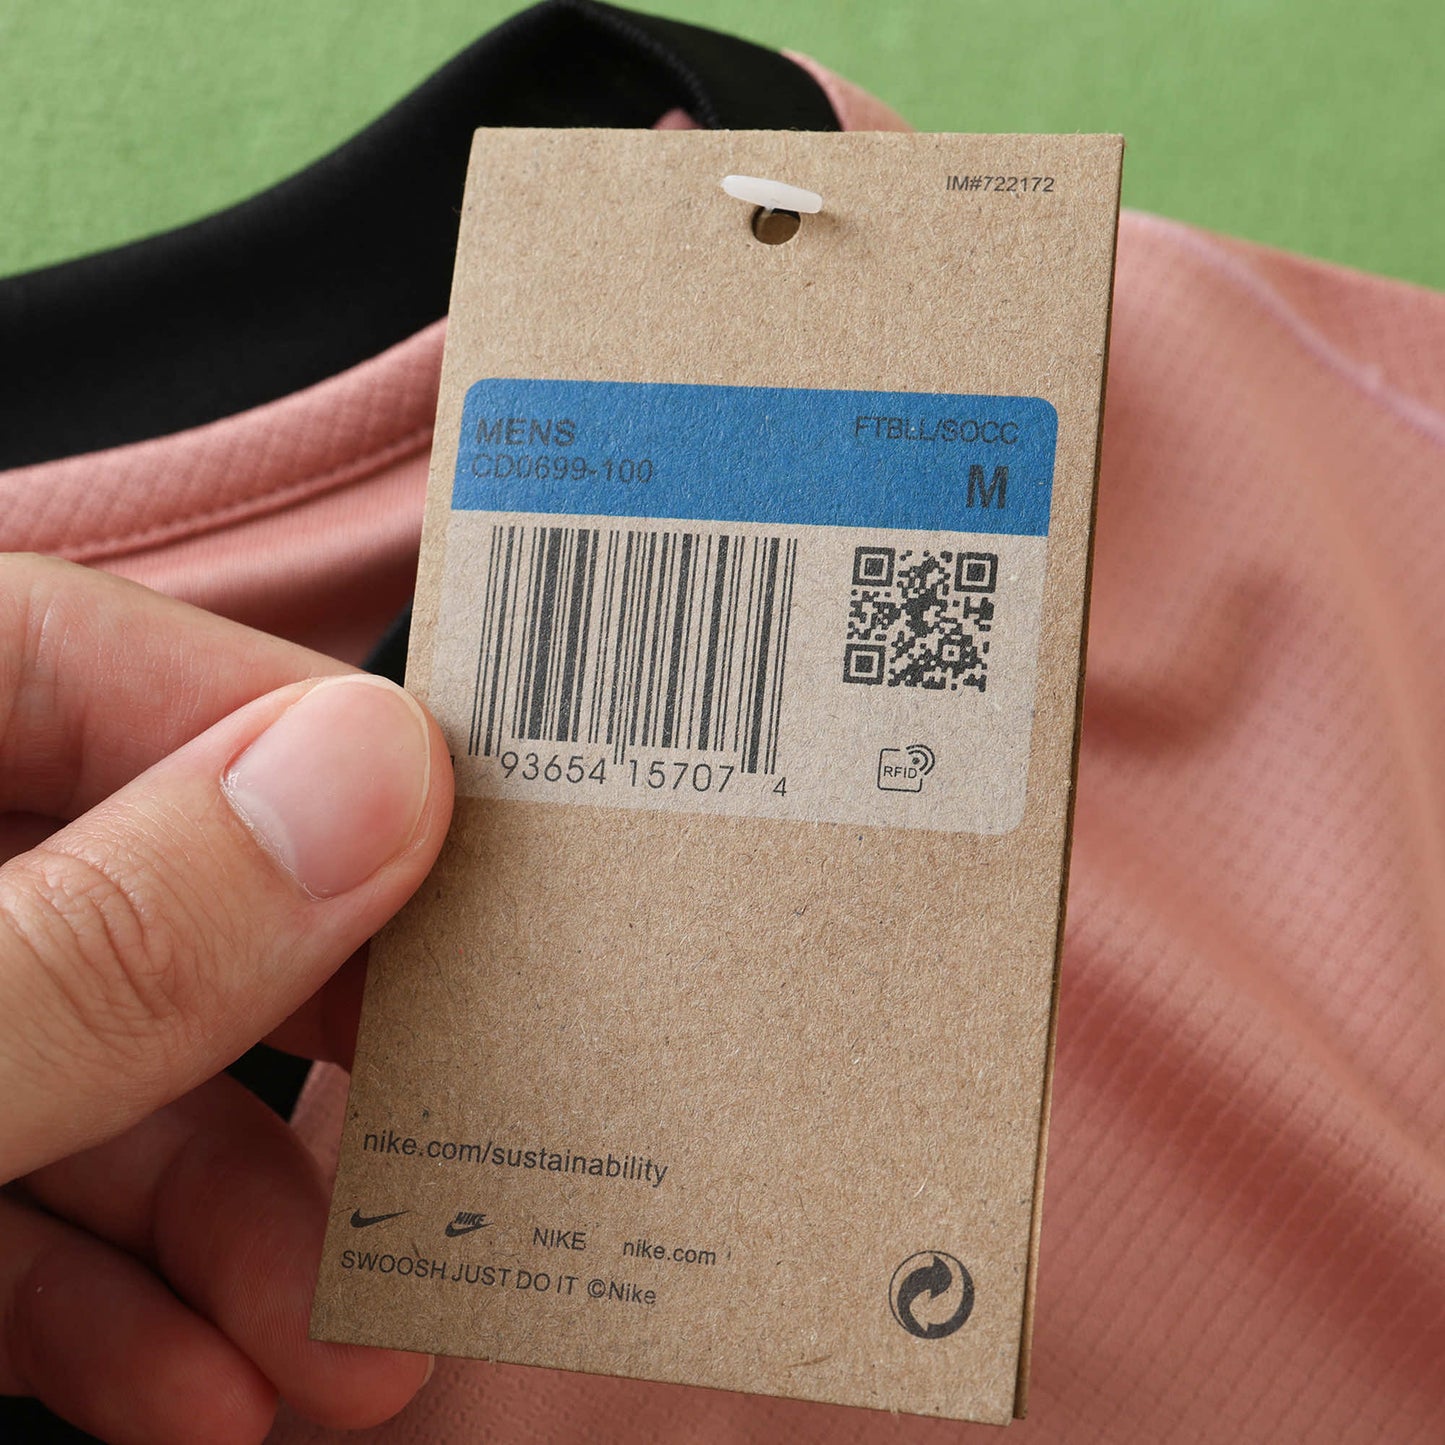 IM#722172
MENS FTBLL/SOCC
CD0699-100 M
93654 15707 4
RFID
nike.com/sustainability
NIKE NIKE nike.com
SWOOSH JUST DO IT ©Nike